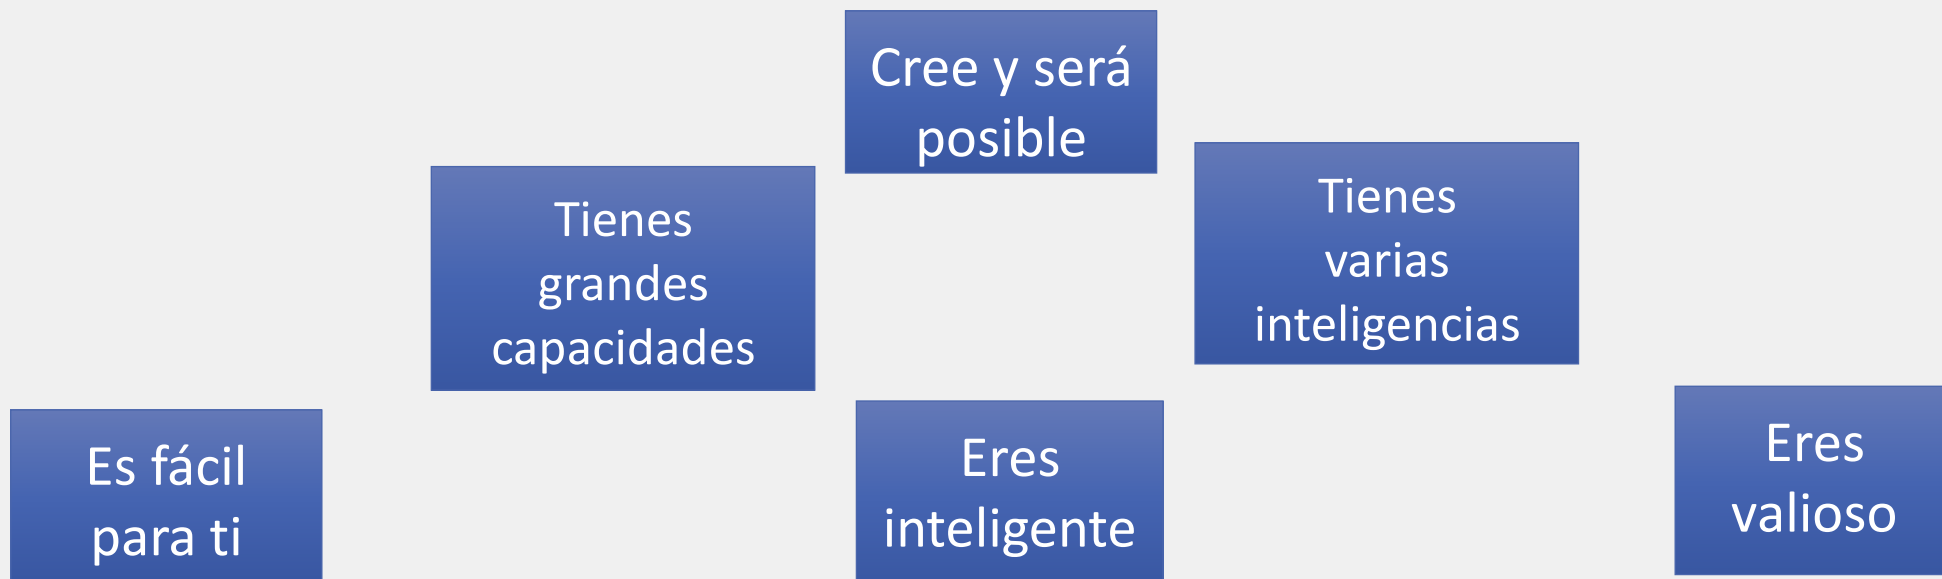 Cree y será
posible
Tienes
grandes
capacidades
Tienes
varias
inteligencias
Es fácil
para ti
Eres
inteligente
Eres
valioso